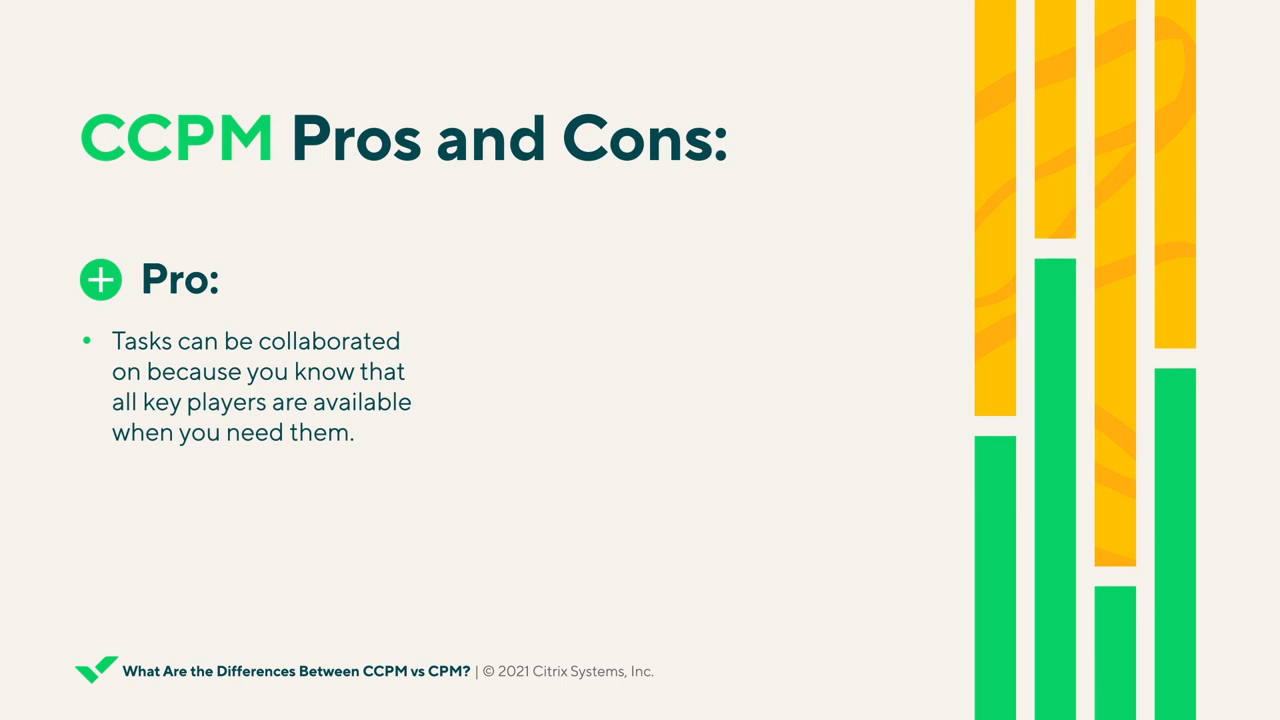 CCPM Pros and Cons:
Pro:
• Tasks can be collaborated
on because you know that
all key players are available
when you need them.
What Are the Differences Between CCPM vs CPM? | © 2021 Citrix Systems, Inc.